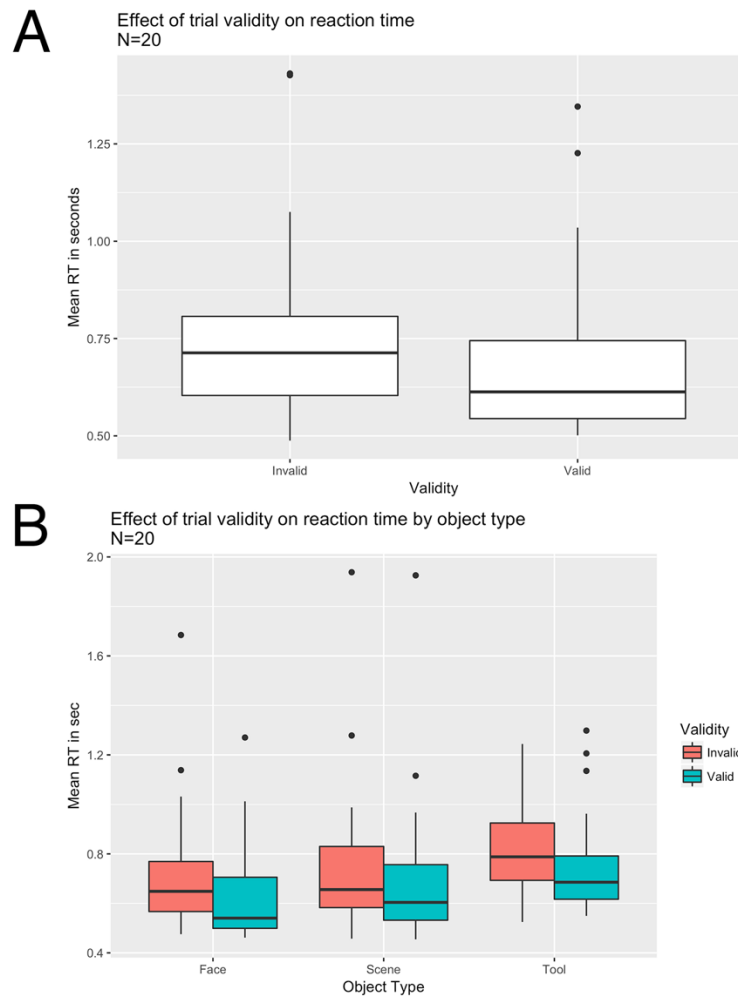 A
Effect of trial validity on reaction time
N=20
Mean RT in seconds
1.25
1.00
0.75
0.50
Invalid
Valid
Validity
B
Effect of trial validity on reaction time by object type
N=20
Mean RT in sec
2.0
1.6
1.2
0.8
0.4
Face
Scene
Tool
Object Type
Validity
Invalid
Valid